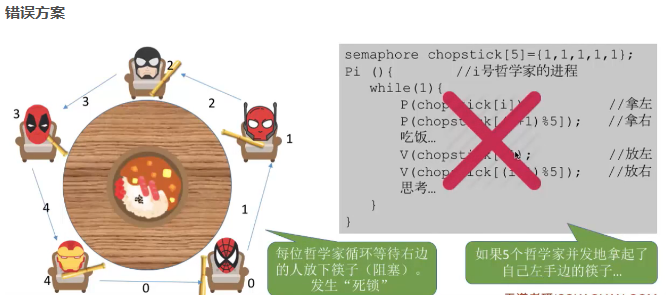 错误方案
2
3
2
3
1
4
1
4
0
0
每位哲学家循环等待右边
的人放下筷子（阻塞）。
发生“死锁”
semaphore chopstick[5]={1,1,1,1,1};
Pi (){ //i号哲学家的进程
while(1){
P(chopstick[i] //拿左
P(chopstick[ +1)%5]); //拿右
吃饭…
V(chopstick[ ); //放左
V(chopstick[(i )%5]); //放右
思考…
}
}
如果5个哲学家并发地拿起了
自己左手边的筷子…